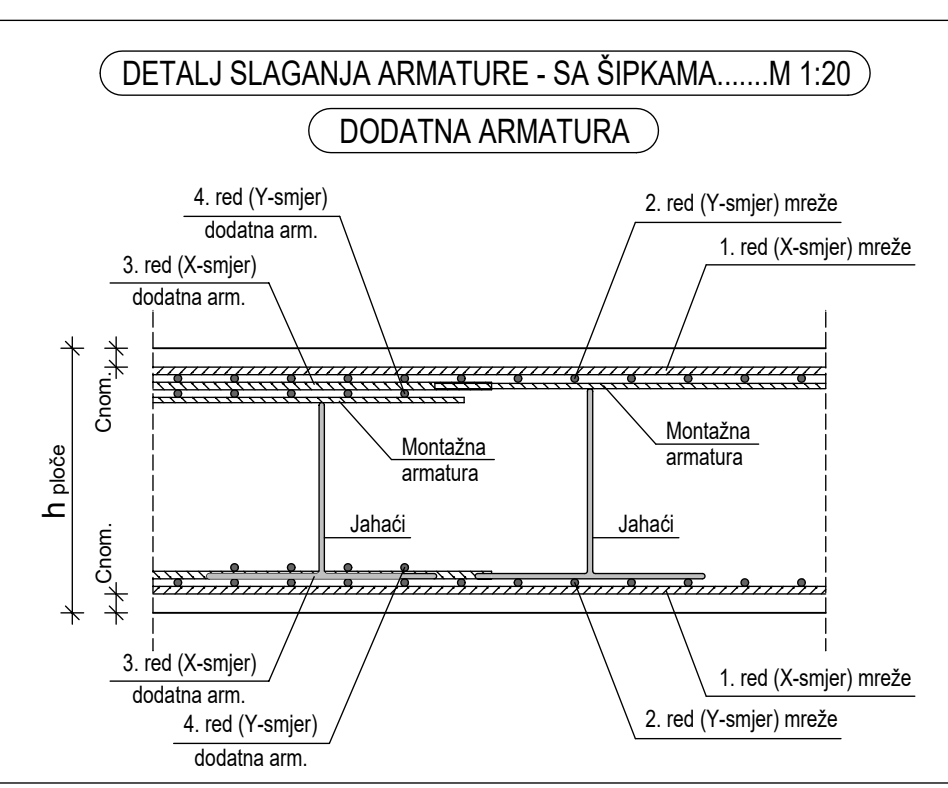 DETALJ SLAGANJA ARMATURE - SA ŠIPKAMA.......M 1:20
DODATNA ARMATURA
4. red (Y-smjer)
dodatna arm.
2. red (Y-smjer) mreže
3. red (X-smjer)
dodatna arm.
1. red (X-smjer) mreže
Cnom.
Montažna
armatura
Montažna
armatura
h ploče
Jahaći
Jahaći
Cnom.
3. red (X-smjer)
dodatna arm.
1. red (X-smjer) mreže
4. red (Y-smjer)
dodatna arm.
2. red (Y-smjer) mreže